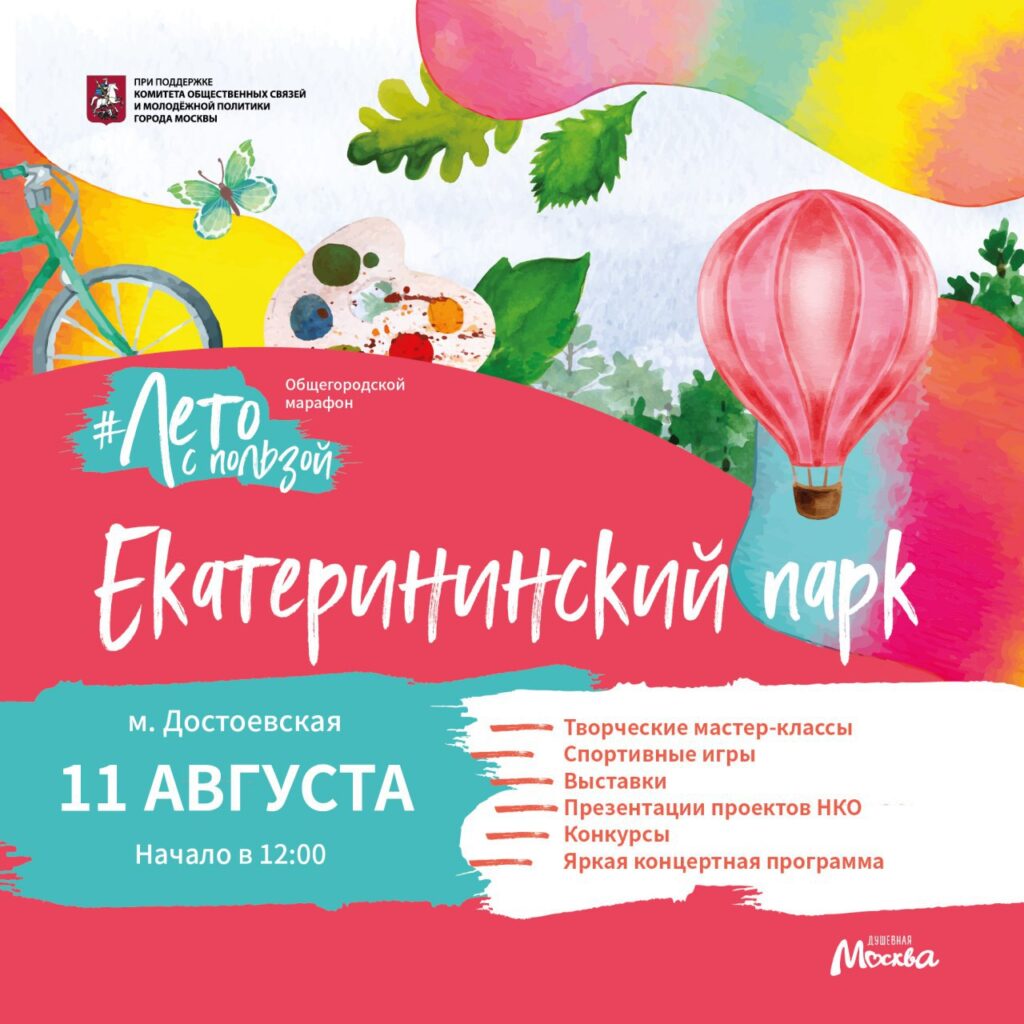 ПРИ ПОДДЕРЖКЕ
КОМИТЕТА ОБЩЕСТВЕННЫХ СВЯЗЕЙ
И МОЛОДЁЖНОЙ ПОЛИТИКИ
ГОРОДА МОСКВЫ
Общегородской
марафон
#Лето
с пользой
Екатерининский парк
м. Достоевская
11 АВГУСТА
Начало в 12:00
Творческие мастер-классы
Спортивные игры
Выставки
Презентации проектов НКО
Конкурсы
Яркая концертная программа
ДУШЕВНАЯ
Москва